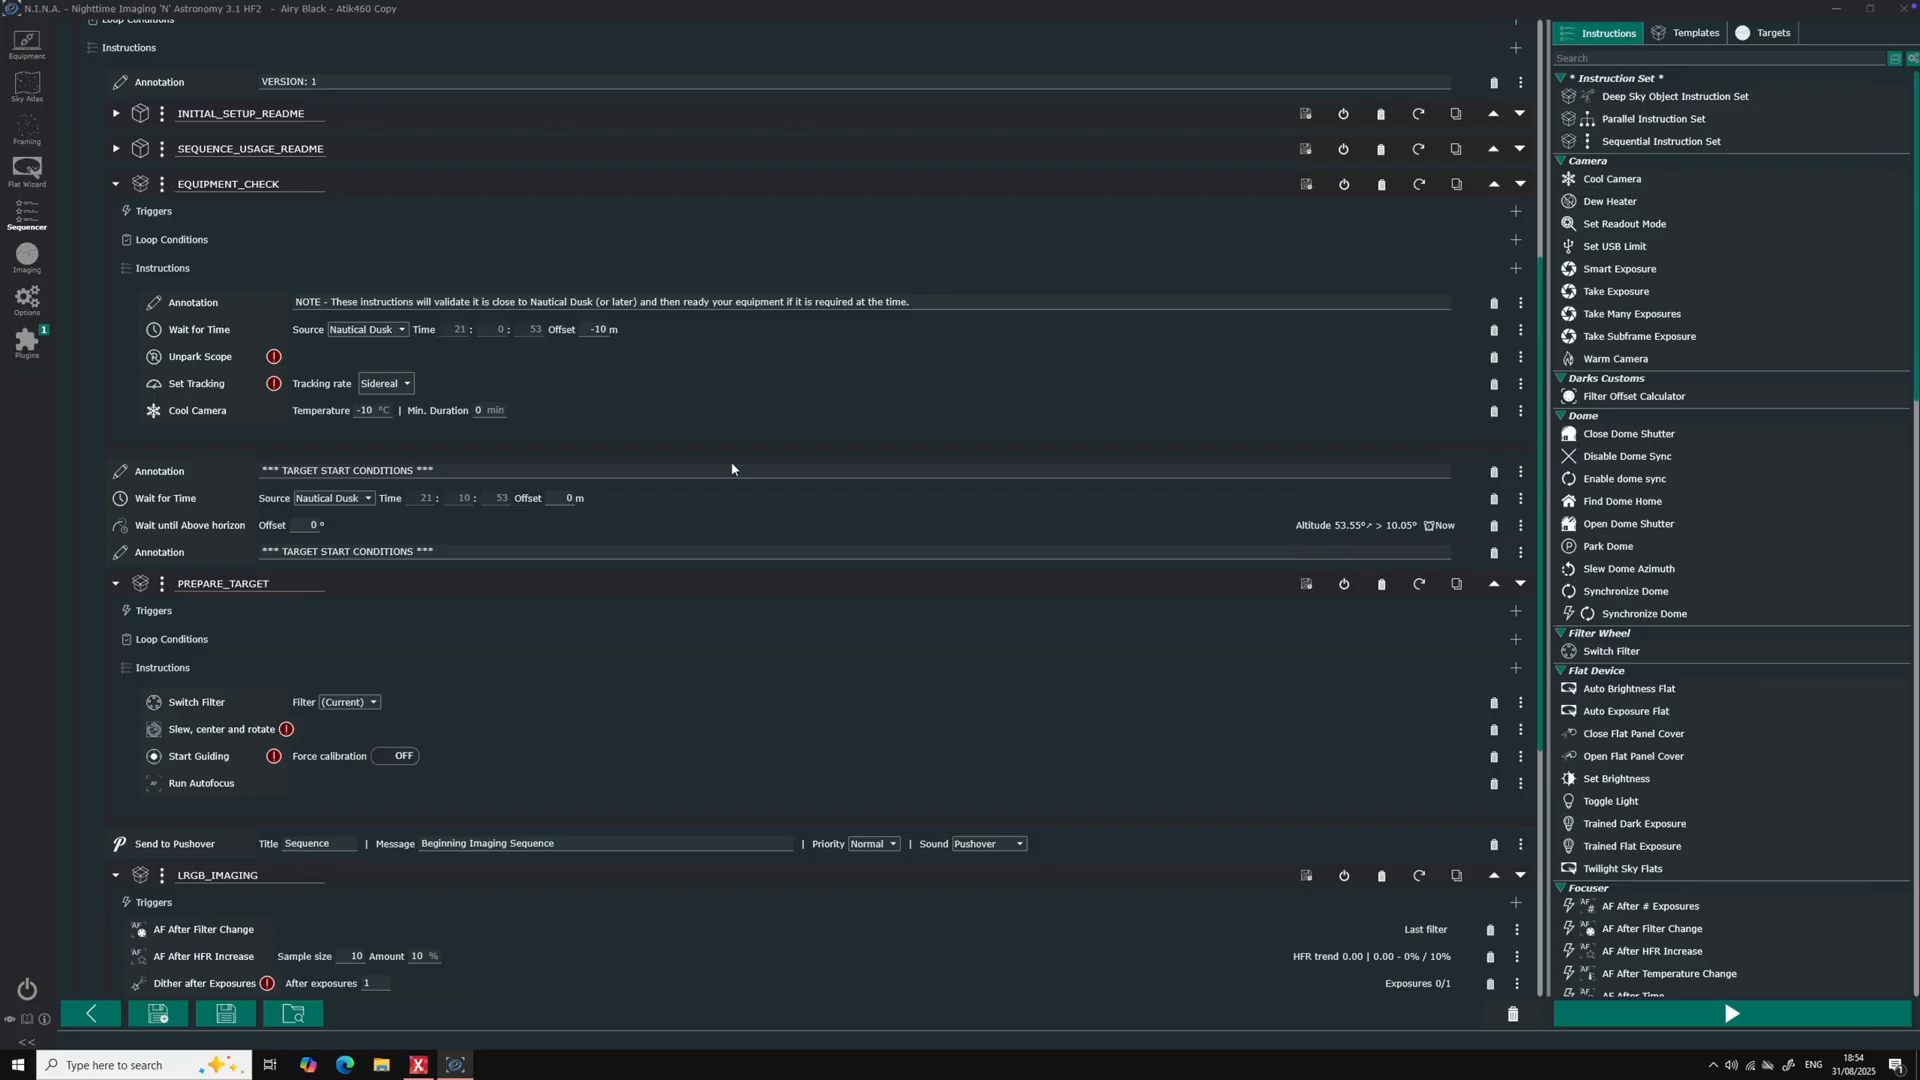 N.I.N.A. - Nighttime Imaging 'N' Astronomy 3.1 HF2 - Airy Black - Atik460 Copy
Equipment
Sky Atlas
Framing
Flat Wizard
Sequencer
Imaging
Options
1
Plugins
Loop Conditions
Instructions
Annotation VERSION: 1
INITIAL_SETUP_README
SEQUENCE_USAGE_README
EQUIPMENT_CHECK
Triggers
Loop Conditions
Instructions
Annotation NOTE - These instructions will validate it is close to Nautical Dusk (or later) and then ready your equipment if it is required at the time.
Wait for Time Source Nautical Dusk Time 21 : 0 : 53 Offset -10 m
Unpark Scope
Set Tracking Tracking rate Sidereal
Cool Camera Temperature -10 °C | Min. Duration 0 min
Annotation *** TARGET START CONDITIONS ***
Wait for Time Source Nautical Dusk Time 21 : 10 : 53 Offset 0 m
Wait until Above horizon Offset 0 ° Altitude 53.55° > 10.05° Now
Annotation *** TARGET START CONDITIONS ***
PREPARE_TARGET
Triggers
Loop Conditions
Instructions
Switch Filter Filter (Current)
Slew, center and rotate
Start Guiding Force calibration OFF
AF Run Autofocus
Send to Pushover Title Sequence | Message Beginning Imaging Sequence | Priority Normal | Sound Pushover
LRGB_IMAGING
Triggers
AF After Filter Change Last filter
AF After HFR Increase Sample size 10 Amount 10 % HFR trend 0.00 | 0.00 - 0% / 10%
Dither after Exposures After exposures 1 Exposures 0/1
Instructions Templates Targets
Search
* Instruction Set *
Deep Sky Object Instruction Set
Parallel Instruction Set
Sequential Instruction Set
Camera
Cool Camera
Dew Heater
Set Readout Mode
Set USB Limit
Smart Exposure
Take Exposure
Take Many Exposures
Take Subframe Exposure
Warm Camera
Darks Customs
Filter Offset Calculator
Dome
Close Dome Shutter
Disable Dome Sync
Enable dome sync
Find Dome Home
Open Dome Shutter
Park Dome
Slew Dome Azimuth
Synchronize Dome
Synchronize Dome
Filter Wheel
Switch Filter
Flat Device
Auto Brightness Flat
Auto Exposure Flat
Close Flat Panel Cover
Open Flat Panel Cover
Set Brightness
Toggle Light
Trained Dark Exposure
Trained Flat Exposure
Twilight Sky Flats
Focuser
AF After # Exposures
AF After Filter Change
AF After HFR Increase
AF After Temperature Change
AF After Time
<<
Type here to search
ENG
18:54
31/08/2025